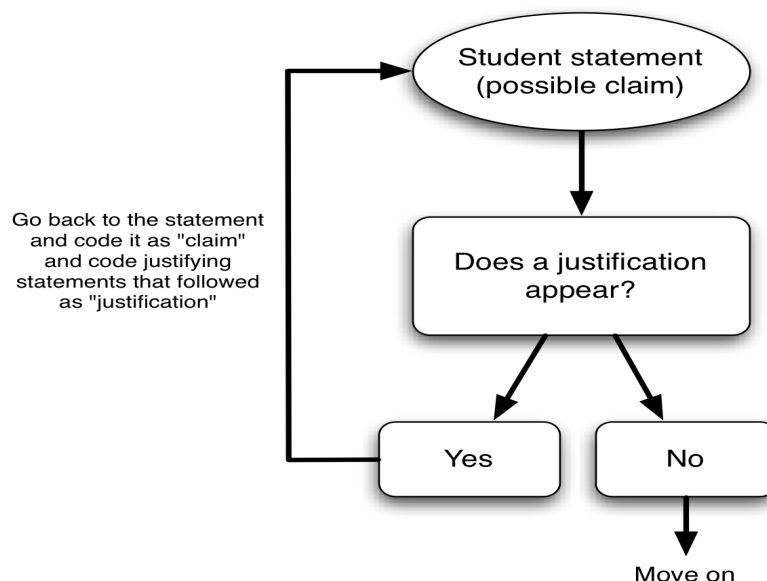 Student statement
(possible claim)
Go back to the statement
and code it as "claim"
and code justifying
statements that followed
as "justification"
Does a justification
appear?
Yes
No
Move on